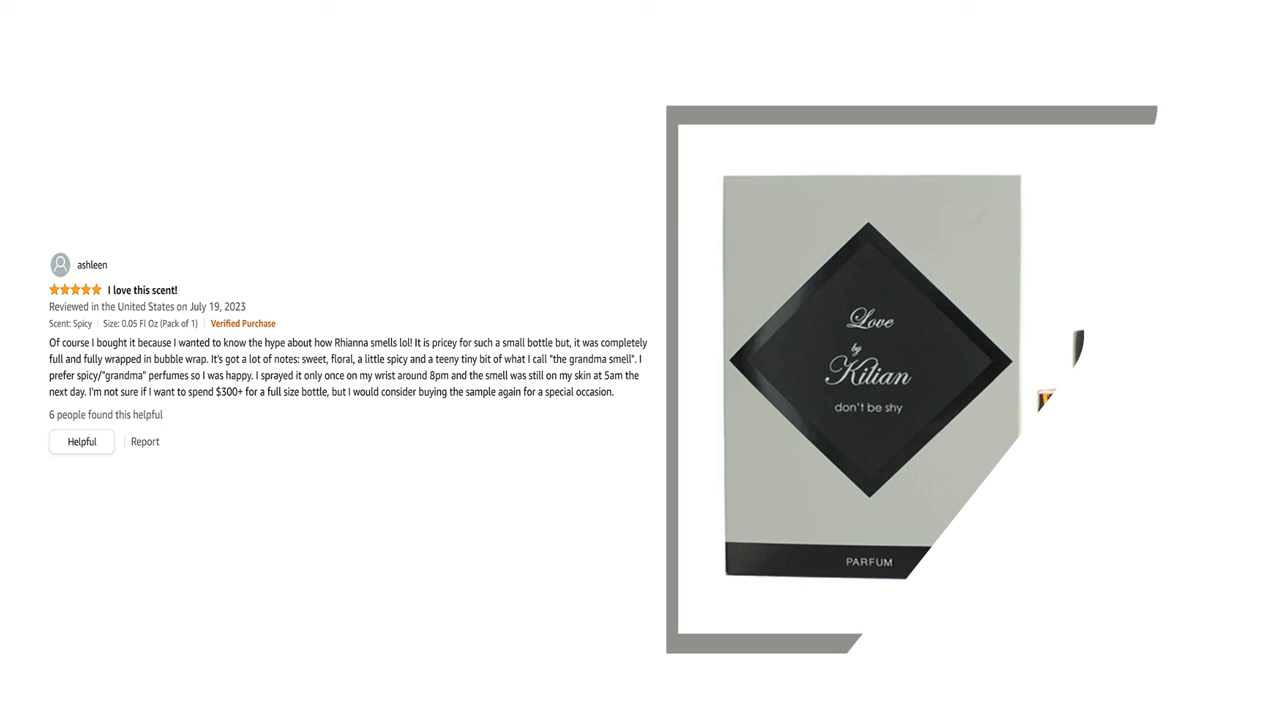 ashleen
I love this scent!
Reviewed in the United States on July 19, 2023
Scent: Spicy | Size: 0.05 Fl Oz (Pack of 1) | Verified Purchase
Of course I bought it because I wanted to know the hype about how Rhianna smells lol! It is pricey for such a small bottle but, it was completely
full and fully wrapped in bubble wrap. It's got a lot of notes: sweet, floral, a little spicy and a teeny tiny bit of what I call "the grandma smell". I
prefer spicy/"grandma" perfumes so I was happy. I sprayed it only once on my wrist around 8pm and the smell was still on my skin at 5am the
next day. I'm not sure if I want to spend $300+ for a full size bottle, but I would consider buying the sample again for a special occasion.
6 people found this helpful
Helpful | Report
Love
by
Kilian
don't be shy
PARFUM